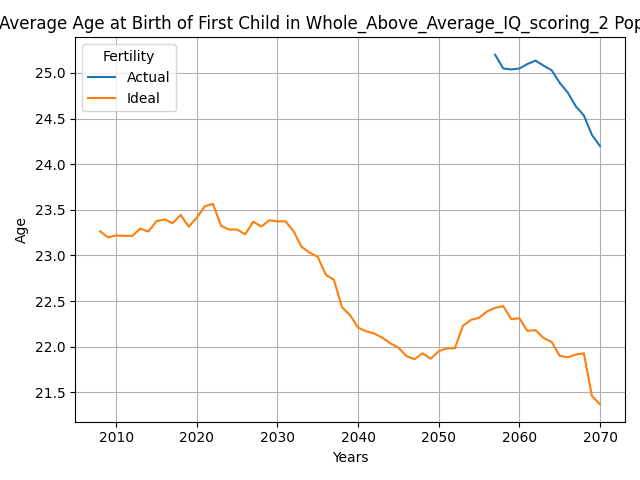 Average Age at Birth of First Child in Whole_Above_Average_IQ_scoring_2 Pop
Fertility
Actual
Ideal
25.0
24.5
24.0
23.5
23.0
22.5
22.0
21.5
Age
2010 2020 2030 2040 2050 2060 2070
Years